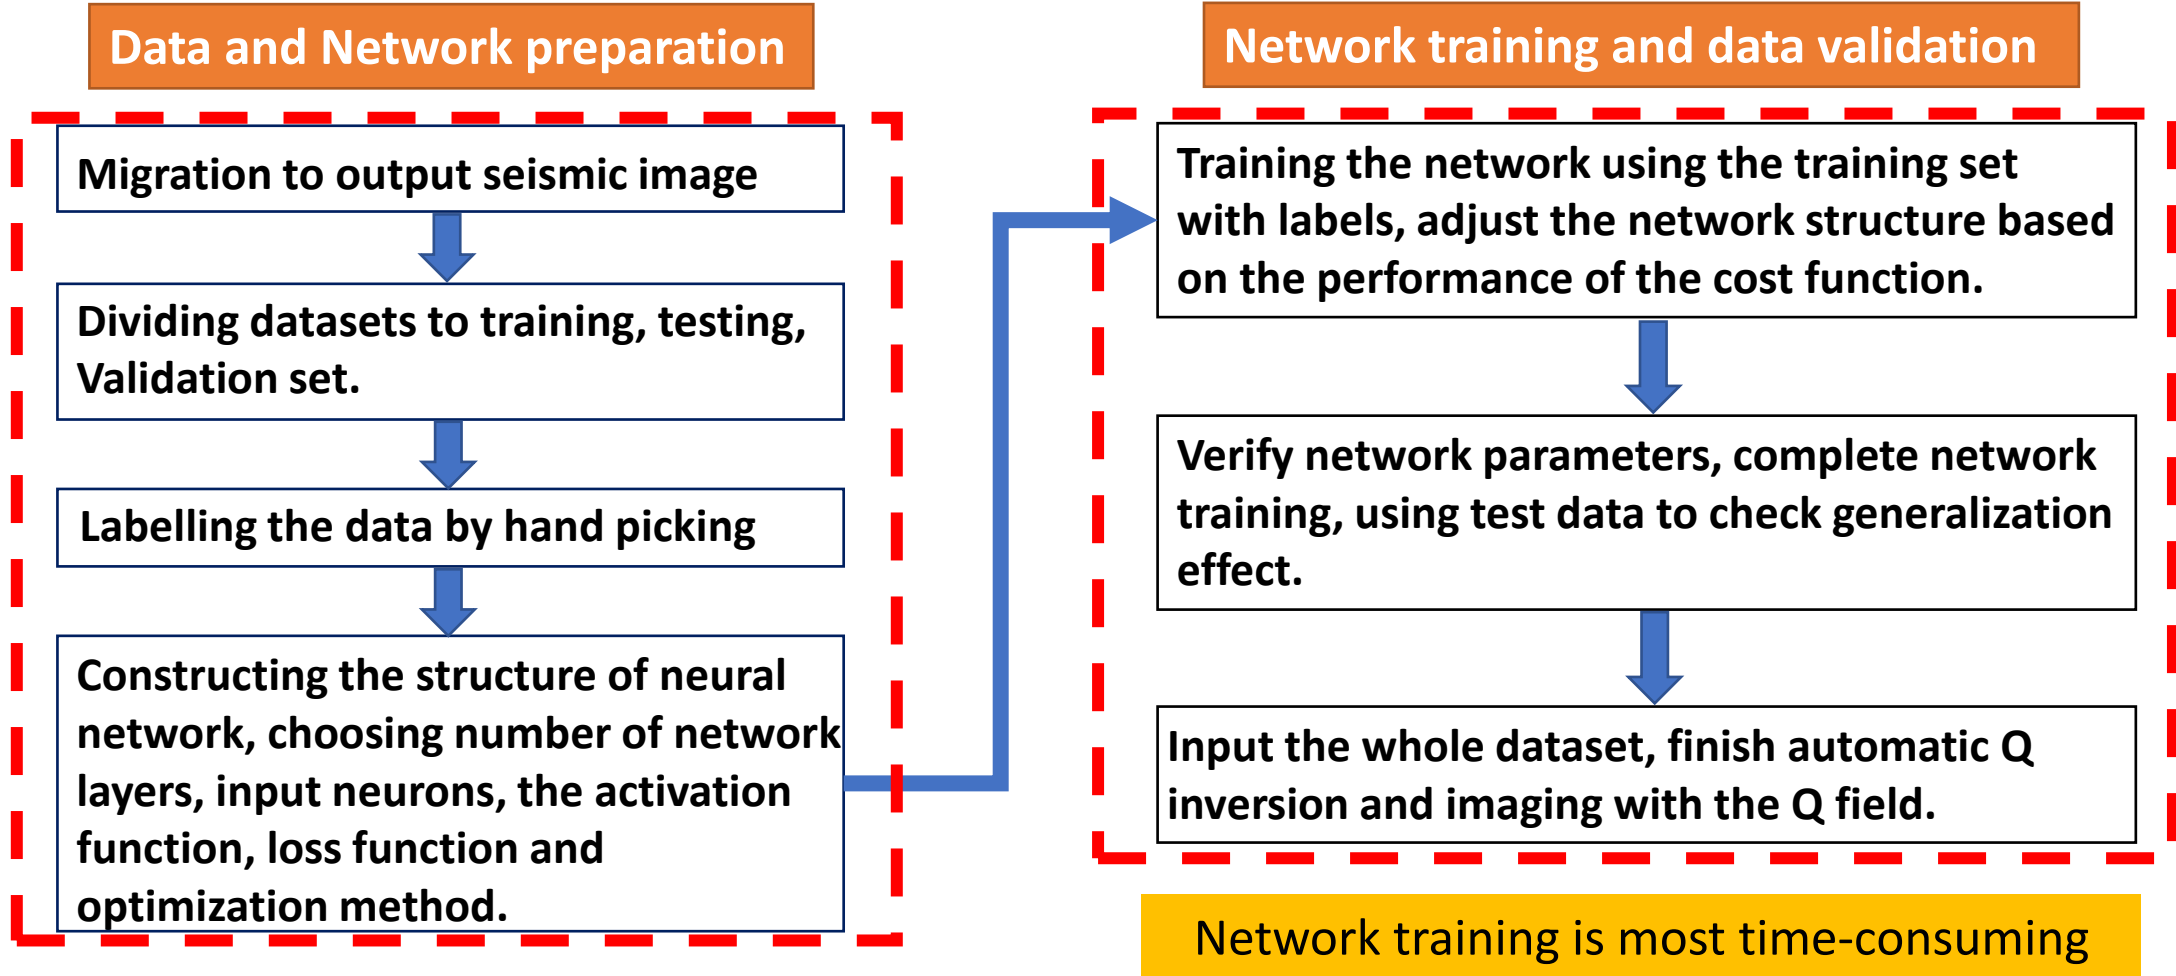 Data and Network preparation
Migration to output seismic image
Dividing datasets to training, testing,
Validation set.
Labelling the data by hand picking
Constructing the structure of neural
network, choosing number of network
layers, input neurons, the activation
function, loss function and
optimization method.
Network training and data validation
Training the network using the training set
with labels, adjust the network structure based
on the performance of the cost function.
Verify network parameters, complete network
training, using test data to check generalization
effect.
Input the whole dataset, finish automatic Q
inversion and imaging with the Q field.
Network training is most time-consuming